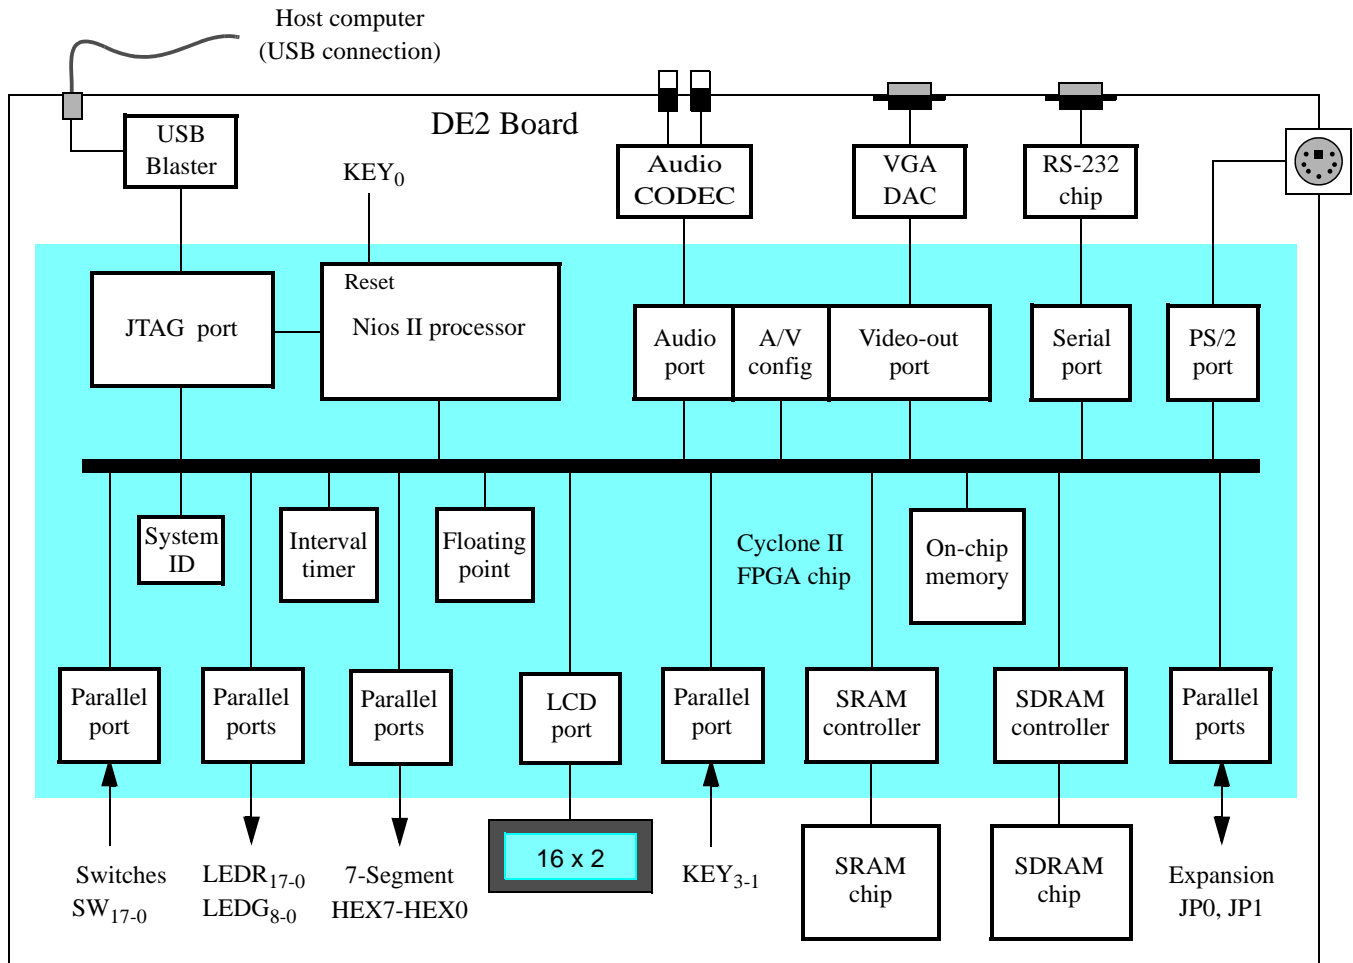 Host computer
(USB connection)
DE2 Board
USB
Blaster
KEY0
Audio
CODEC
VGA
DAC
RS-232
chip
Reset
JTAG port
Nios II processor
Audio
port
A/V
config
Video-out
port
Serial
port
PS/2
port
System
ID
Interval
timer
Floating
point
Cyclone II
FPGA chip
On-chip
memory
Parallel
port
Parallel
ports
Parallel
ports
LCD
port
Parallel
port
SRAM
controller
SDRAM
controller
Parallel
ports
16 x 2
Switches
SW17-0
LEDR17-0
LEDG8-0
7-Segment
HEX7-HEX0
KEY3-1
SRAM
chip
SDRAM
chip
Expansion
JP0, JP1